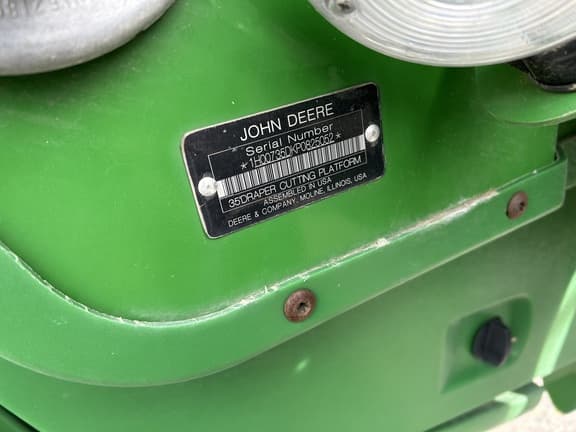 JOHN DEERE
Serial Number
*1H00735DKP0825052*
35DRAPER CUTTING PLATFORM
ASSEMBLED IN USA
DEERE & COMPANY, MOLINE, ILLINOIS, USA